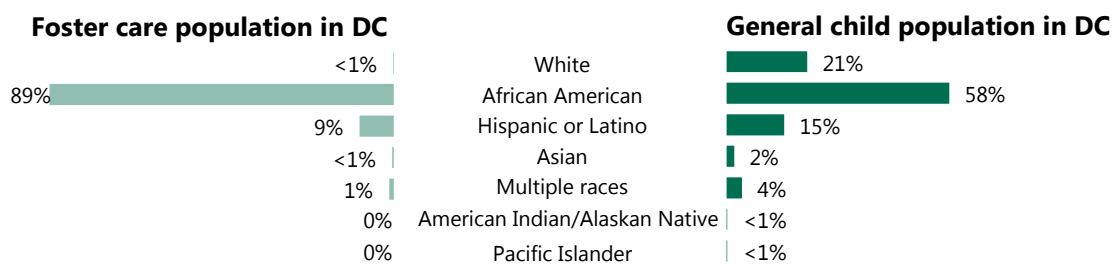 Foster care population in DC General child population in DC
<1% White 21%
89% African American 58%
9% Hispanic or Latino 15%
<1% Asian 2%
1% Multiple races 4%
0% American Indian/Alaskan Native <1%
0% Pacific Islander <1%